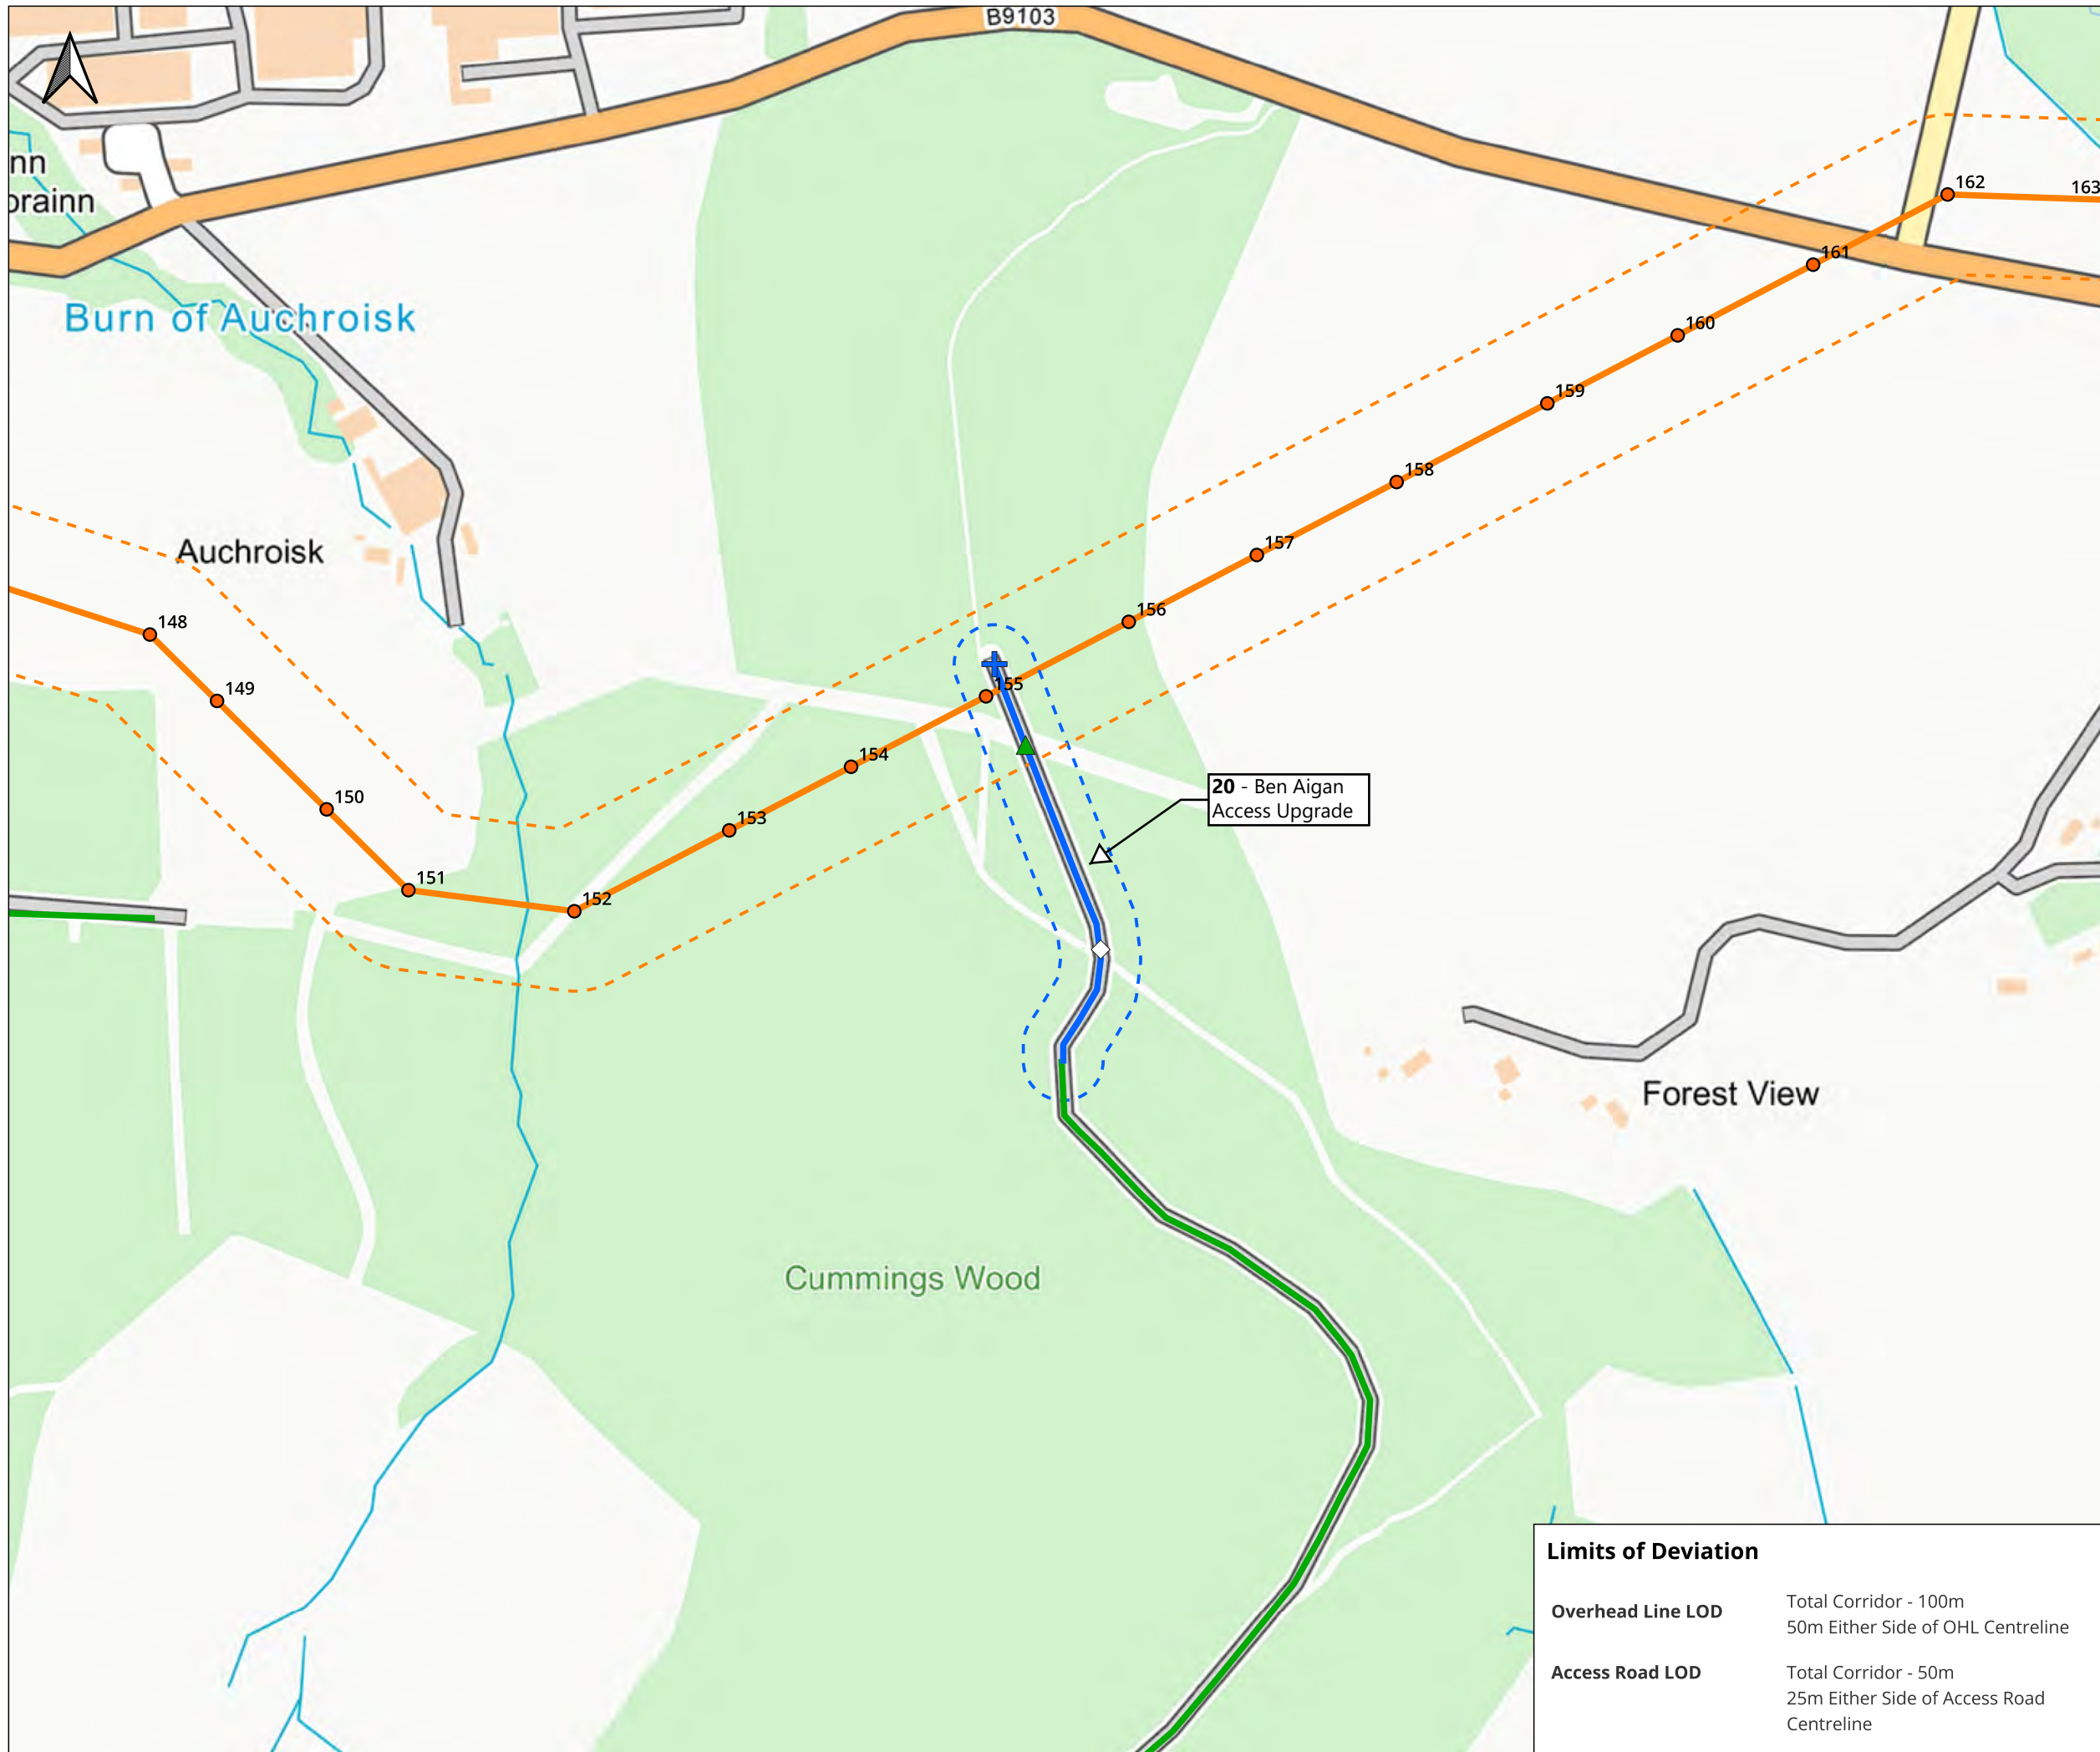 B9103
Burn of Auchroisk
Auchroisk
148
149
150
151
152
153
154
155
156
157
158
159
160
161
162
163
20 - Ben Aigan
Access Upgrade
Forest View
Cummings Wood
Limits of Deviation
Overhead Line LOD
Total Corridor - 100m
50m Either Side of OHL Centreline
Access Road LOD
Total Corridor - 50m
25m Either Side of Access Road
Centreline